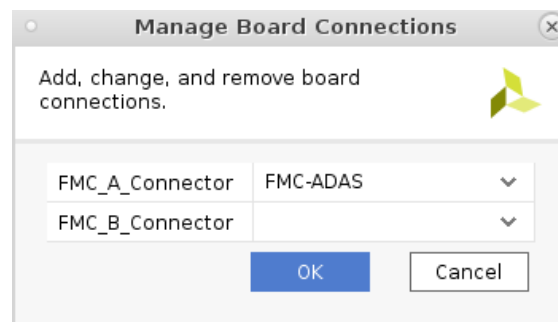 Manage Board Connections
Add, change, and remove board
connections.
FMC_A_Connector FMC-ADAS
FMC_B_Connector
OK Cancel